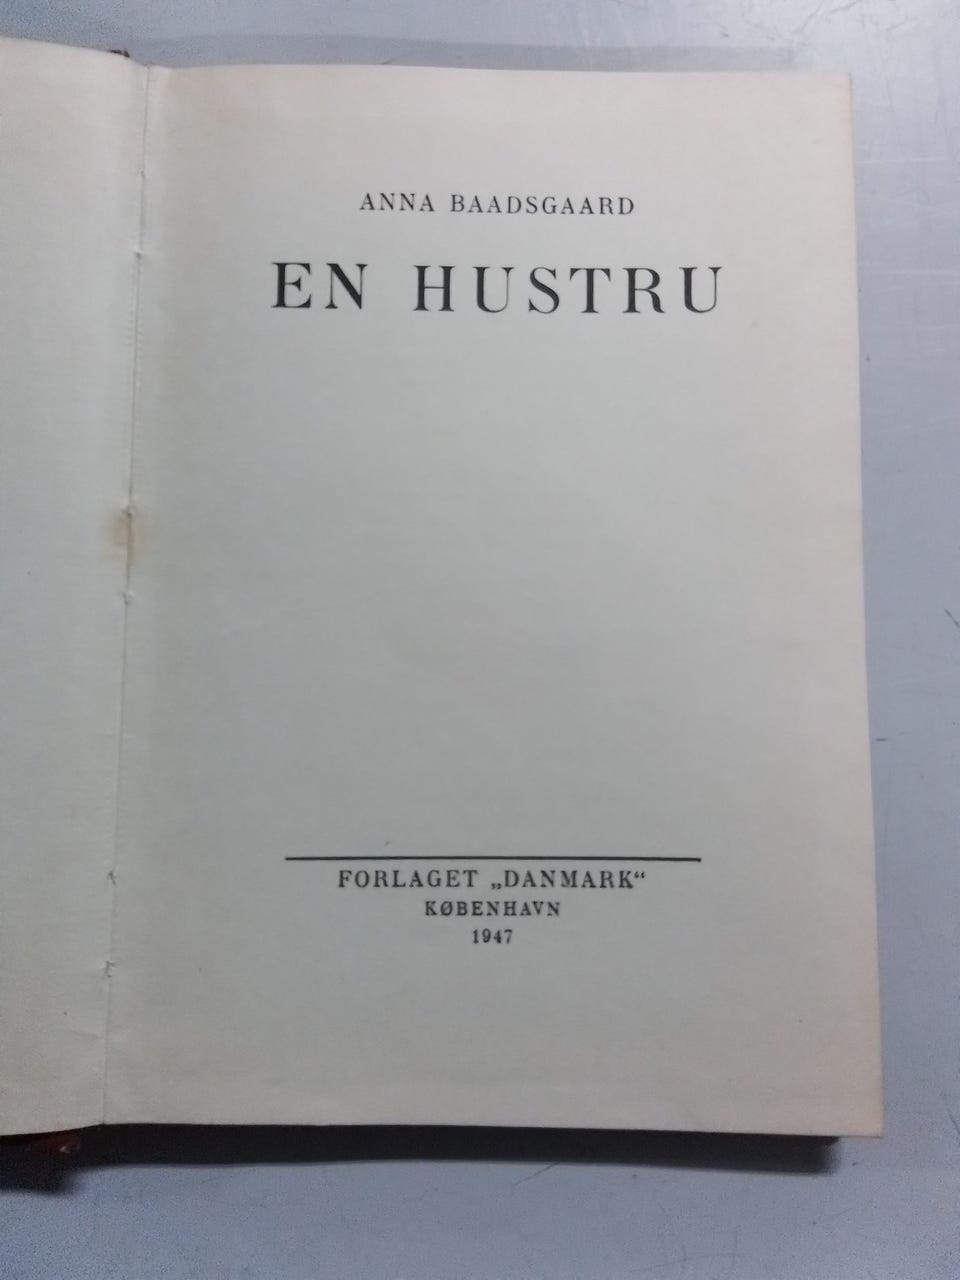 ANNA BAADSGAARD
EN HUSTRU
FORLAGET „DANMARK“
KØBENHAVN
1947